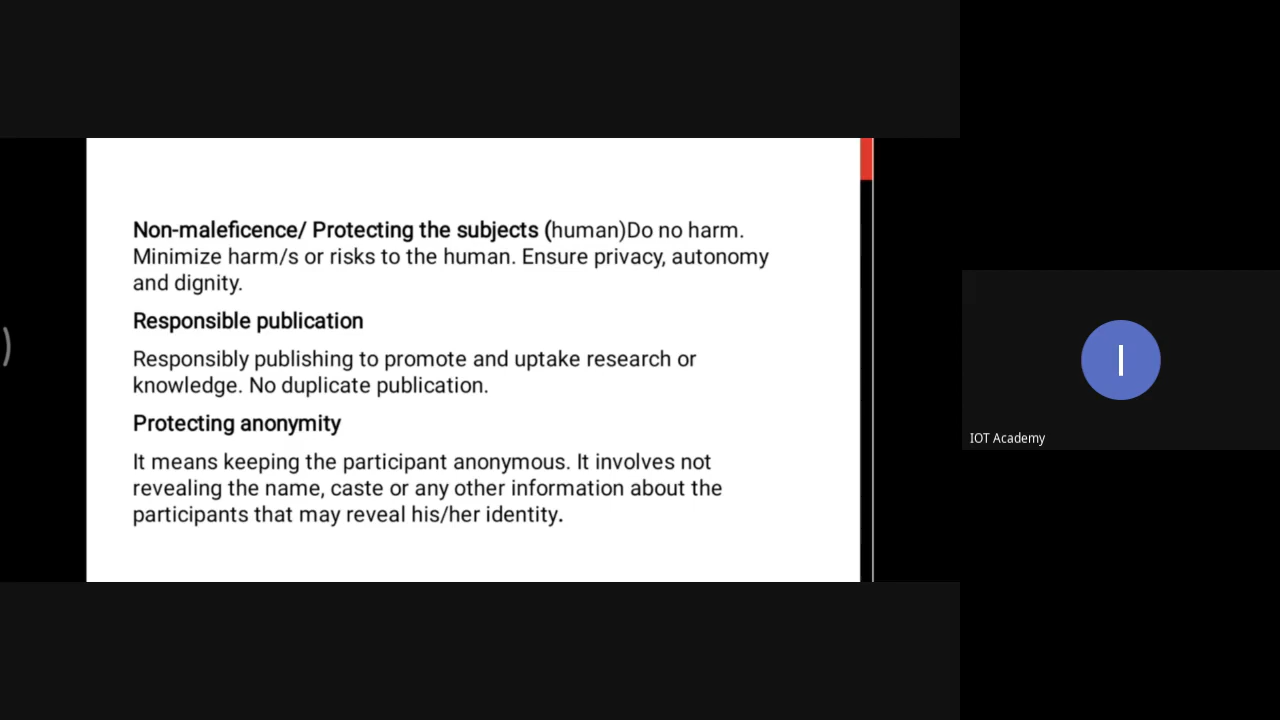 Non-maleficence/ Protecting the subjects (human)Do no harm.
Minimize harm/s or risks to the human. Ensure privacy, autonomy
and dignity.
Responsible publication
Responsibly publishing to promote and uptake research or
knowledge. No duplicate publication.
Protecting anonymity
It means keeping the participant anonymous. It involves not
revealing the name, caste or any other information about the
participants that may reveal his/her identity.
)
I
IOT Academy